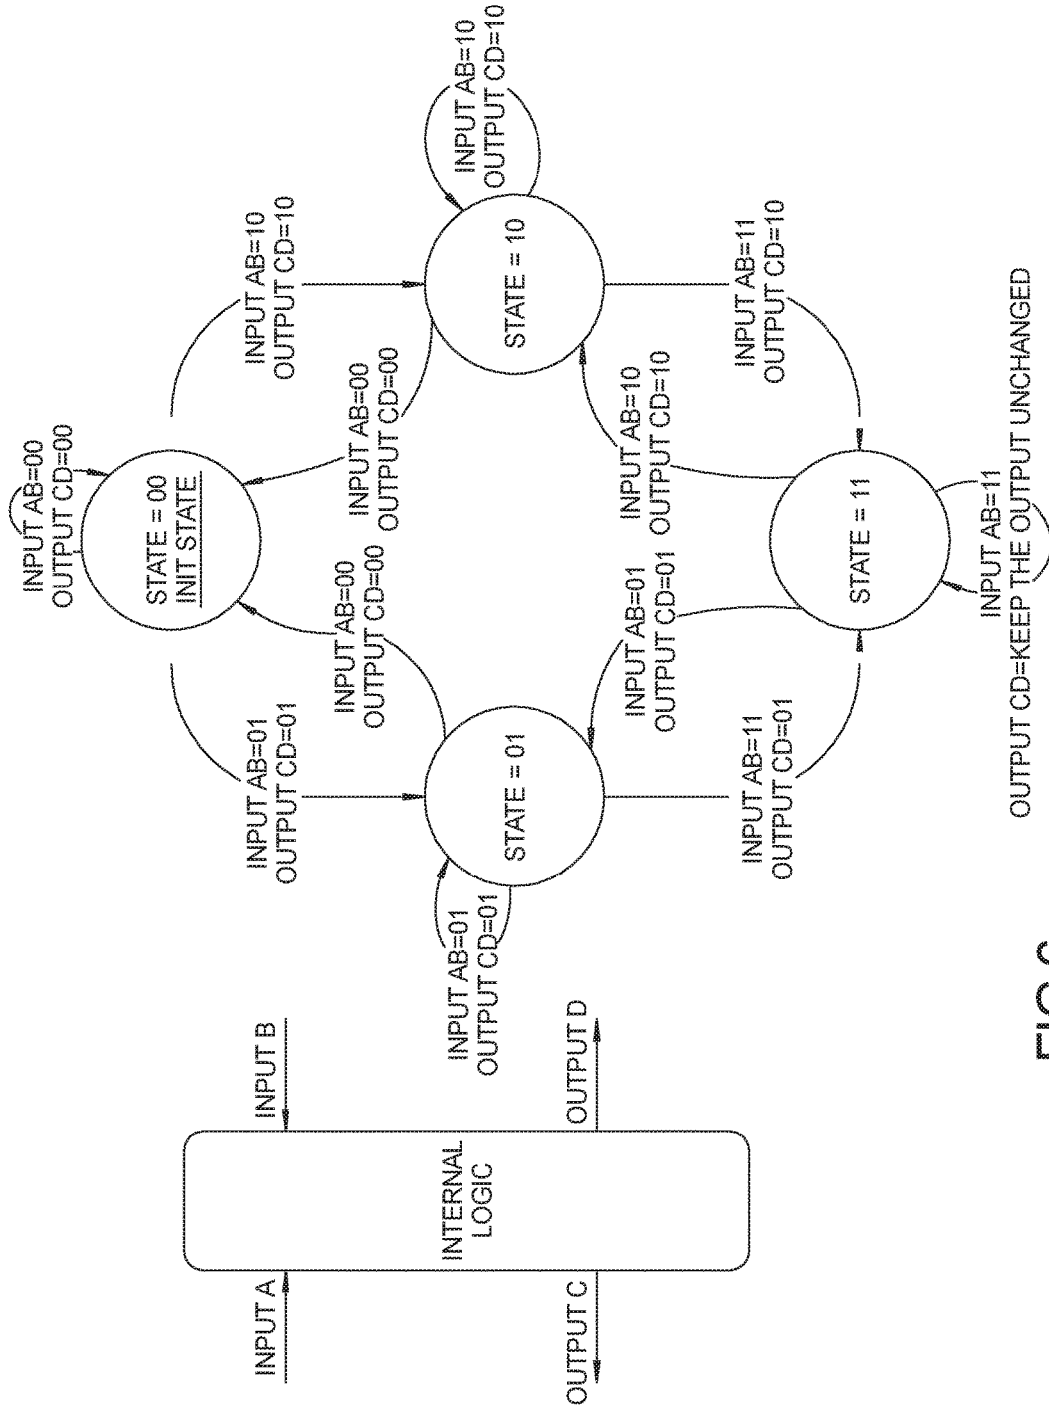 INPUT A
INPUT B
INTERNAL
LOGIC
OUTPUT C
OUTPUT D
INPUT AB=00
OUTPUT CD=00
STATE = 00
INIT STATE
INPUT AB=01
OUTPUT CD=01
INPUT AB=10
OUTPUT CD=10
INPUT AB=00
OUTPUT CD=00
INPUT AB=00
OUTPUT CD=00
INPUT AB=01
OUTPUT CD=01
STATE = 01
STATE = 10
INPUT AB=10
OUTPUT CD=10
INPUT AB=01
OUTPUT CD=01
INPUT AB=10
OUTPUT CD=10
INPUT AB=11
OUTPUT CD=01
INPUT AB=11
OUTPUT CD=10
STATE = 11
INPUT AB=11
OUTPUT CD=KEEP THE OUTPUT UNCHANGED